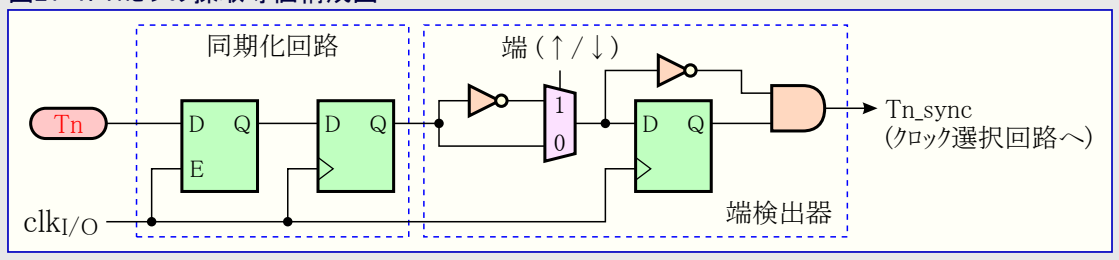 同期化回路
端(↑/↓)
Tn
D Q
E
D Q
1
0
D Q
Tn_sync
(クロック選択回路へ)
端検出器
clkI/O